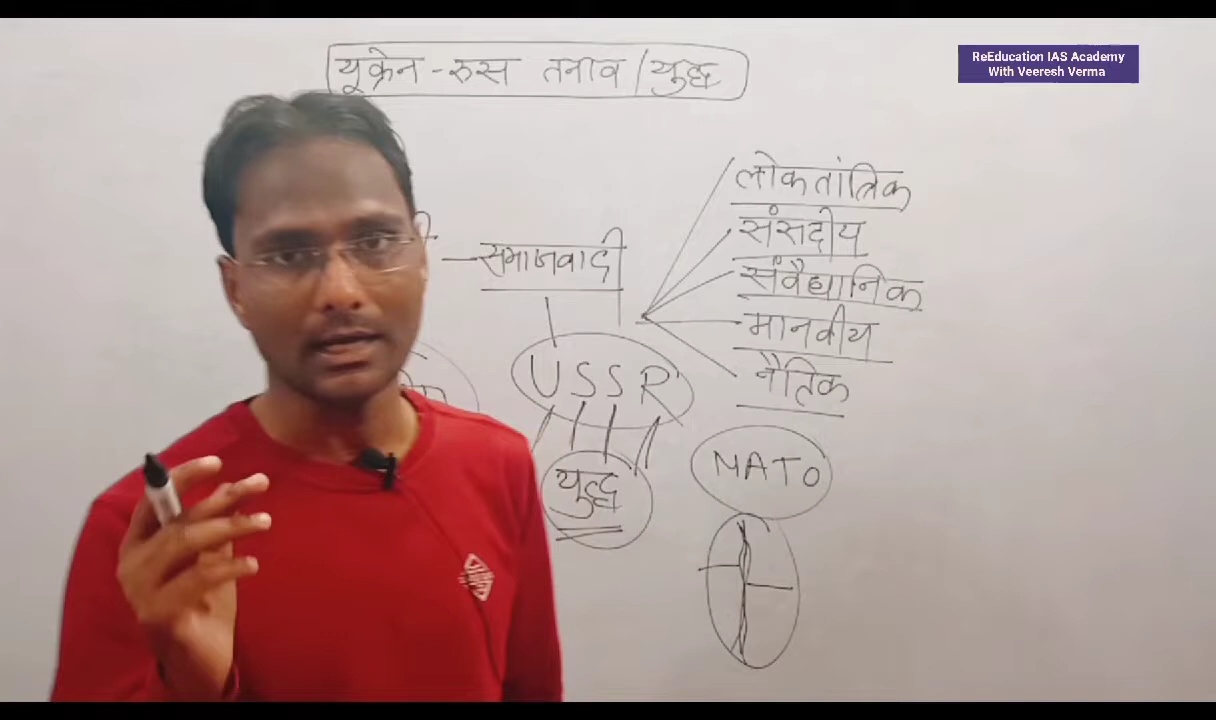 यूक्रेन - रुस तनाव / युद्ध
ReEducation IAS Academy
With Veeresh Verma
लोकतांत्रिक
संसदीय
समाजवादी
संवैधानिक
मानवीय
नैतिक
USSR
NATO
युद्ध